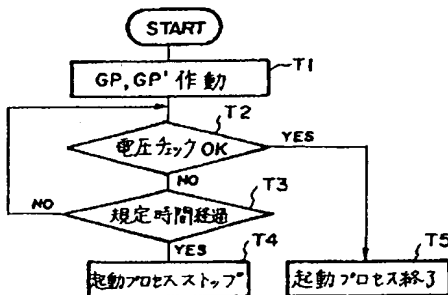 START
GP, GP' 作動
T1
T2
電圧チェックOK
YES
NO
T3
規定時間経過
NO
YES
T4
起動プロセスストップ
T5
起動プロセス終了